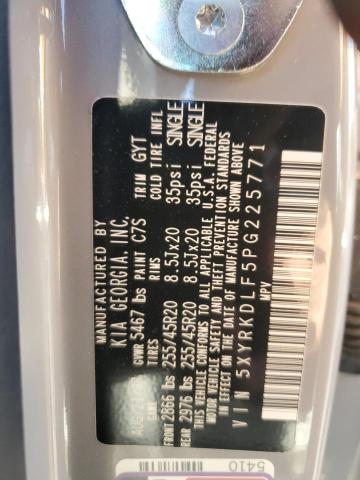 MANUFACTURED BY
KIA GEORGIA, INC.
GVWR 5467 lbs PAINT C7S TRIM GYT
TIRES RIMS COLD TIRE INFL
FRONT 2866 lbs 255/45R20 8.5Jx20 35psi SINGLE
REAR 2976 lbs 255/45R20 8.5Jx20 35psi SINGLE
THIS VEHICLE CONFORMS TO ALL APPLICABLE U.S.A. FEDERAL
MOTOR VEHICLE SAFETY AND THEFT PREVENTION STANDARDS
IN EFFECT ON THE DATE OF MANUFACTURE SHOWN ABOVE
VIN 5XYRKDLF5PG225771
MPV
5410